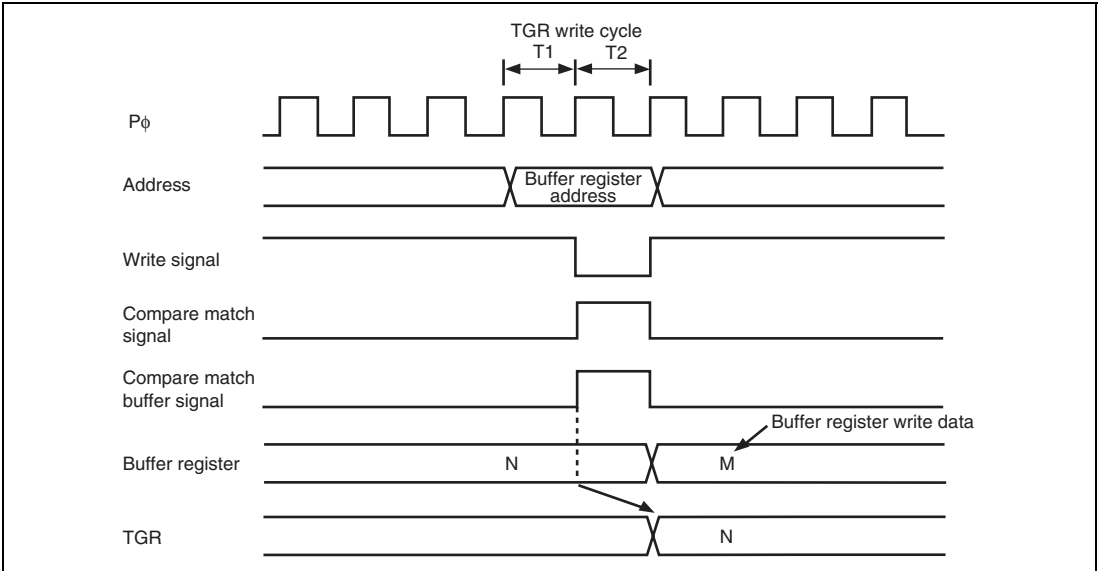 TGR write cycle
T1 T2
Pϕ
Address
Buffer register
address
Write signal
Compare match
signal
Compare match
buffer signal
Buffer register write data
Buffer register
N
M
TGR
N